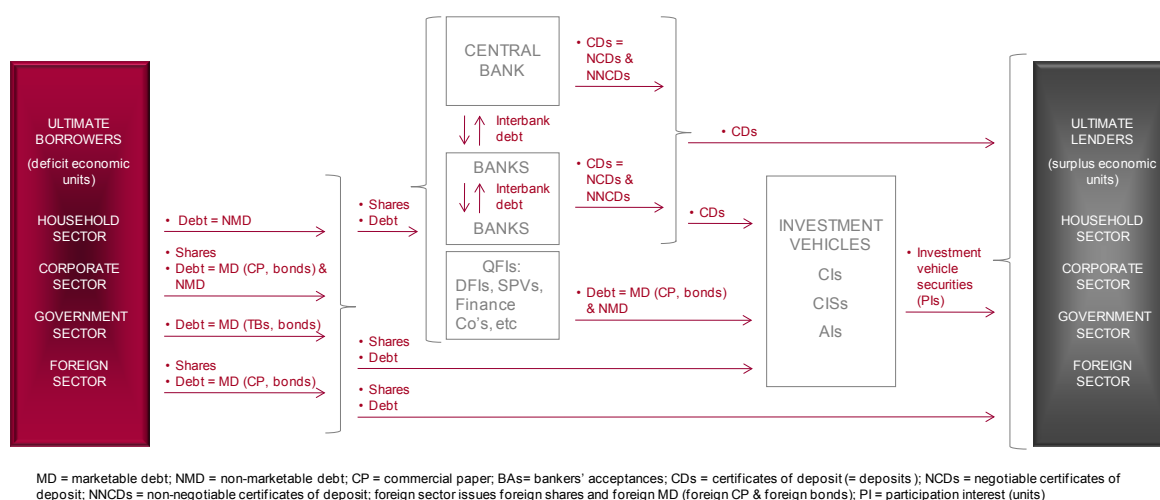 ULTIMATE
BORROWERS
(deficit economic
units)
HOUSEHOLD
SECTOR
CORPORATE
SECTOR
GOVERNMENT
SECTOR
FOREIGN
SECTOR
• Debt = NMD
• Shares
• Debt = MD (CP, bonds) &
NMD
• Debt = MD (TBs, bonds)
• Shares
• Debt = MD (CP, bonds)
• Shares
• Debt
CENTRAL
BANK
Interbank
debt
BANKS
Interbank
debt
BANKS
QFIs:
DFIs, SPVs,
Finance
Co's, etc
• CDs =
NCDs &
NNCDs
• CDs =
NCDs &
NNCDs
• Debt = MD (CP, bonds)
& NMD
• Shares
• Debt
• Shares
• Debt
• CDs
• CDs
INVESTMENT
VEHICLES
CIs
CISs
AIs
• Investment
vehicle
securities
(PIs)
ULTIMATE
LENDERS
(surplus economic
units)
HOUSEHOLD
SECTOR
CORPORATE
SECTOR
GOVERNMENT
SECTOR
FOREIGN
SECTOR
MD = marketable debt; NMD = non-marketable debt; CP = commercial paper; BAs= bankers' acceptances; CDs = certificates of deposit (= deposits ); NCDs = negotiable certificates of
deposit; NNCDs = non-negotiable certificates of deposit; foreign sector issues foreign shares and foreign MD (foreign CP & foreign bonds); PI = participation interest (units)